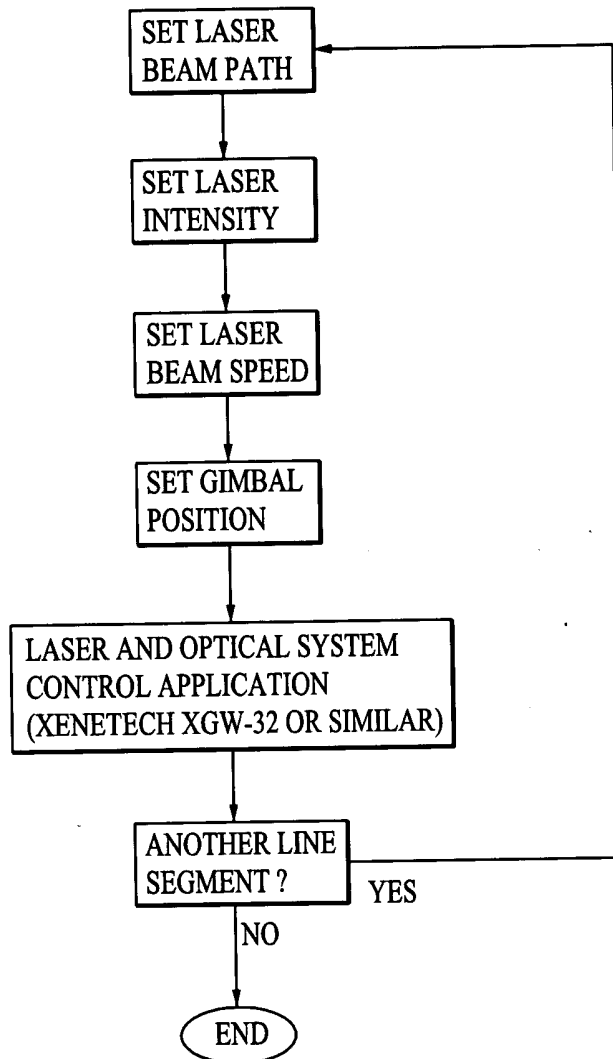 SET LASER
BEAM PATH
SET LASER
INTENSITY
SET LASER
BEAM SPEED
SET GIMBAL
POSITION
LASER AND OPTICAL SYSTEM
CONTROL APPLICATION
(XENETECH XGW-32 OR SIMILAR)
ANOTHER LINE
SEGMENT ?
YES
NO
END